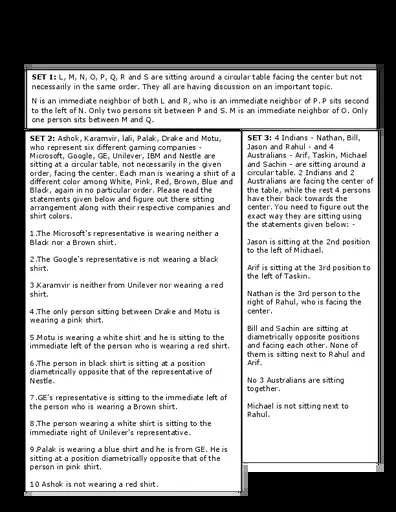 SET 1: L, M, N, O, P, Q, R and S are sitting around a circular table facing the center but not
necessarily in the same order. They all are having discussion on an important topic.
N is an immediate neighbor of both L and R, who is an immediate neighbor of P. P sits second
to the left of N. Only two persons sit between P and S. M is an immediate neighbor of O. Only
one person sits between M and Q.
SET 2: Ashok, Karamvir, lali, Palak, Drake and Motu,
who represent six different gaming companies -
Microsoft, Google, GE, Unilever, IBM and Nestle are
sitting at a circular table, not necessarily in the given
order, facing the center. Each man is wearing a shirt of a
different color among White, Pink, Red, Brown, Blue and
Black, again in no particular order. Please read the
statements given below and figure out there sitting
arrangement along with their respective companies and
shirt colors.
1.The Microsoft's representative is wearing neither a
Black nor a Brown shirt.
2.The Google's representative is not wearing a black
shirt.
3.Karamvir is neither from Unilever nor wearing a red
shirt.
4.The only person sitting between Drake and Motu is
wearing a pink shirt.
5.Motu is wearing a white shirt and he is sitting to the
immediate left of the person who is wearing a red shirt.
6.The person in black shirt is sitting at a position
diametrically opposite that of the representative of
Nestle.
7.GE's representative is sitting to the immediate left of
the person who is wearing a Brown shirt.
8.The person wearing a white shirt is sitting to the
immediate right of Unilever's representative.
9.Palak is wearing a blue shirt and he is from GE. He is
sitting at a position diametrically opposite that of the
person in pink shirt.
10 Ashok is not wearing a red shirt.
SET 3: 4 Indians - Nathan, Bill,
Jason and Rahul - and 4
Australians - Arif, Taskin, Michael
and Sachin - are sitting around a
circular table. 2 Indians and 2
Australians are facing the center of
the table, while the rest 4 persons
have their back towards the
center. You need to figure out the
exact way they are sitting using
the statements given below: -
Jason is sitting at the 2nd position
to the left of Michael.
Arif is sitting at the 3rd position to
the left of Taskin.
Nathan is the 3rd person to the
right of Rahul, who is facing the
center.
Bill and Sachin are sitting at
diametrically opposite positions
and facing each other. None of
them is sitting next to Rahul and
Arif.
No 3 Australians are sitting
together.
Michael is not sitting next to
Rahul.